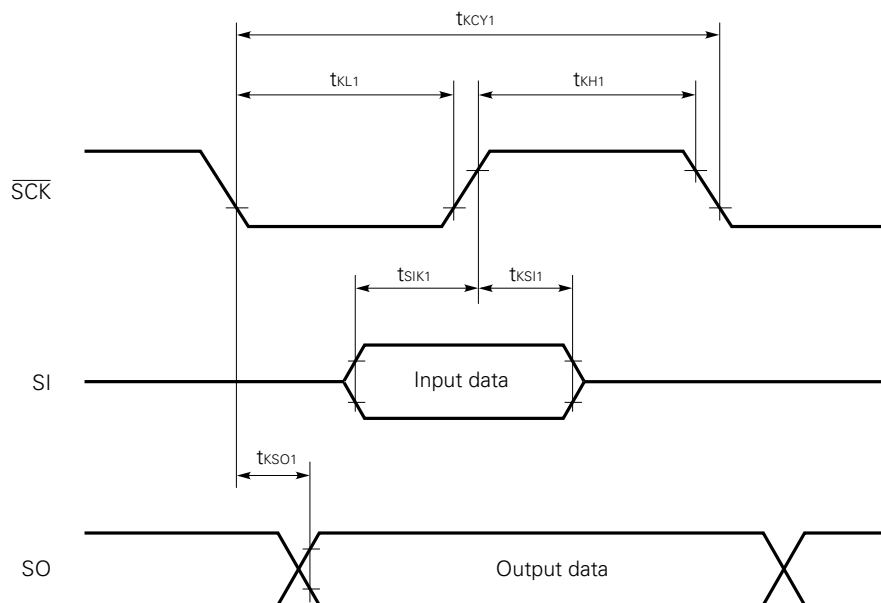 tKCY1
tKL1 tKH1
SCK
tSIK1 tKSI1
SI Input data
tKSO1
SO Output data